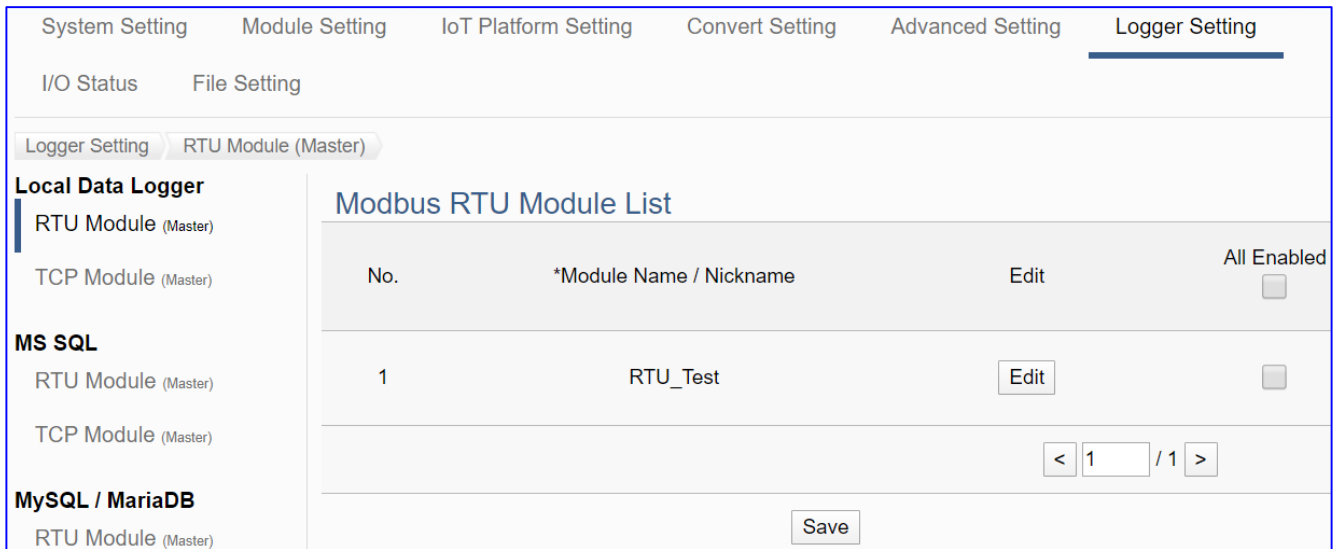 System Setting Module Setting IoT Platform Setting Convert Setting Advanced Setting Logger Setting
I/O Status File Setting
Logger Setting RTU Module (Master)
Local Data Logger
RTU Module (Master)
TCP Module (Master)
MS SQL
RTU Module (Master)
TCP Module (Master)
MySQL / MariaDB
RTU Module (Master)
Modbus RTU Module List
No. *Module Name / Nickname Edit All Enabled
1 RTU_Test Edit
< 1 / 1 >
Save